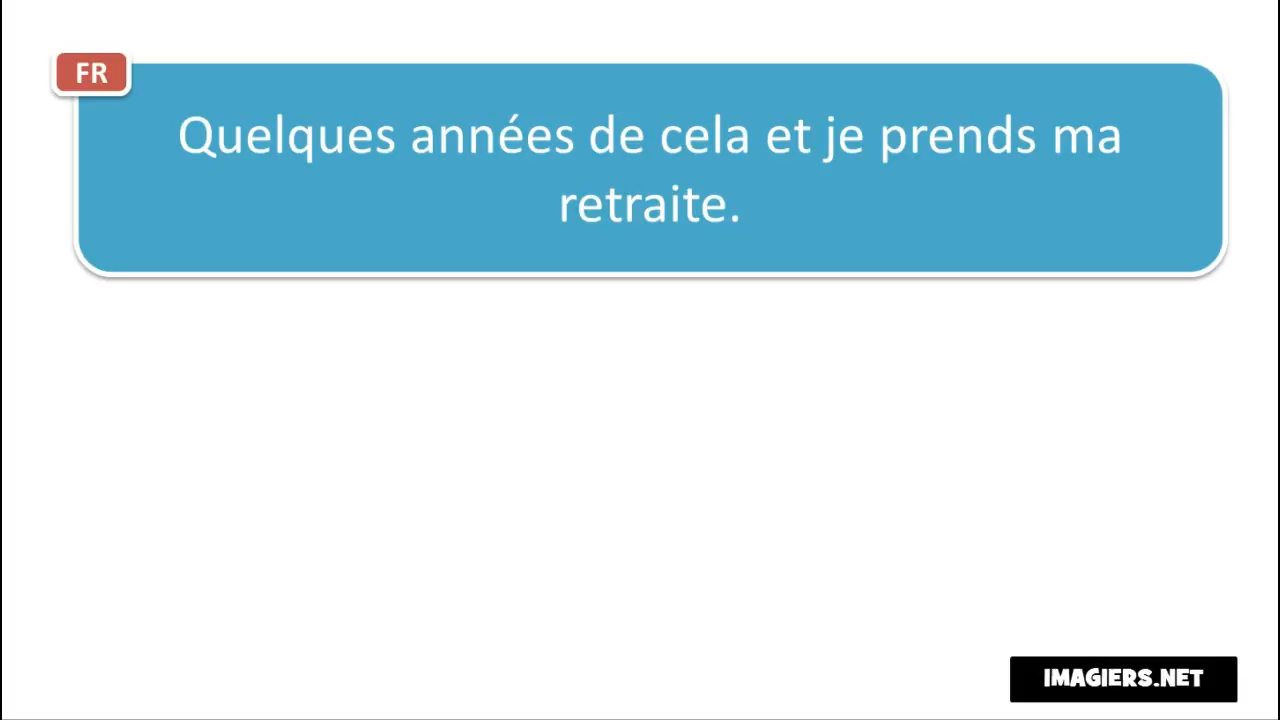 FR
Quelques années de cela et je prends ma
retraite.
IMAGIERS.NET